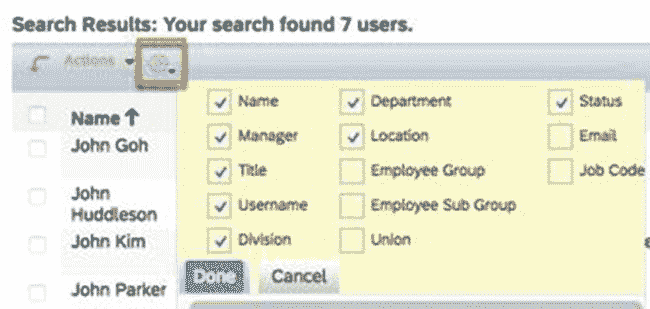 Search Results: Your search found 7 users.
Actions
Name Department Status
Manager Location Email
Title Employee Group Job Code
Username Employee Sub Group
Division Union
Done Cancel
Name ↑
John Goh
John
Huddleson
John Kim
John Parker